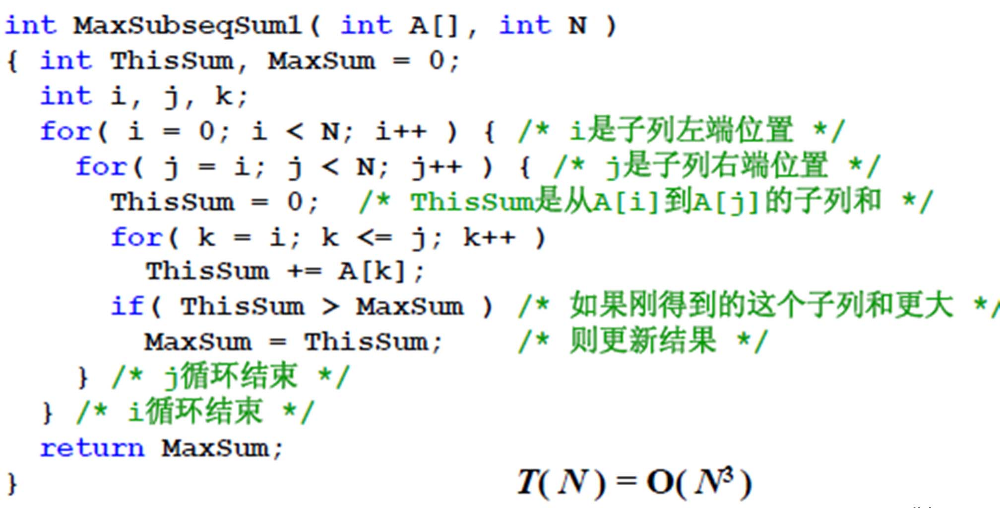 int MaxSubseqSum1( int A[], int N )
{ int ThisSum, MaxSum = 0;
int i, j, k;
for( i = 0; i < N; i++ ) { /* i是子列左端位置 */
for( j = i; j < N; j++ ) { /* j是子列右端位置 */
ThisSum = 0; /* ThisSum是从A[i]到A[j]的子列和 */
for( k = i; k <= j; k++ )
ThisSum += A[k];
if( ThisSum > MaxSum ) /* 如果刚得到的这个子列和更大 */
MaxSum = ThisSum; /* 则更新结果 */
} /* j循环结束 */
} /* i循环结束 */
return MaxSum;
}
T( N ) = O( N³ )